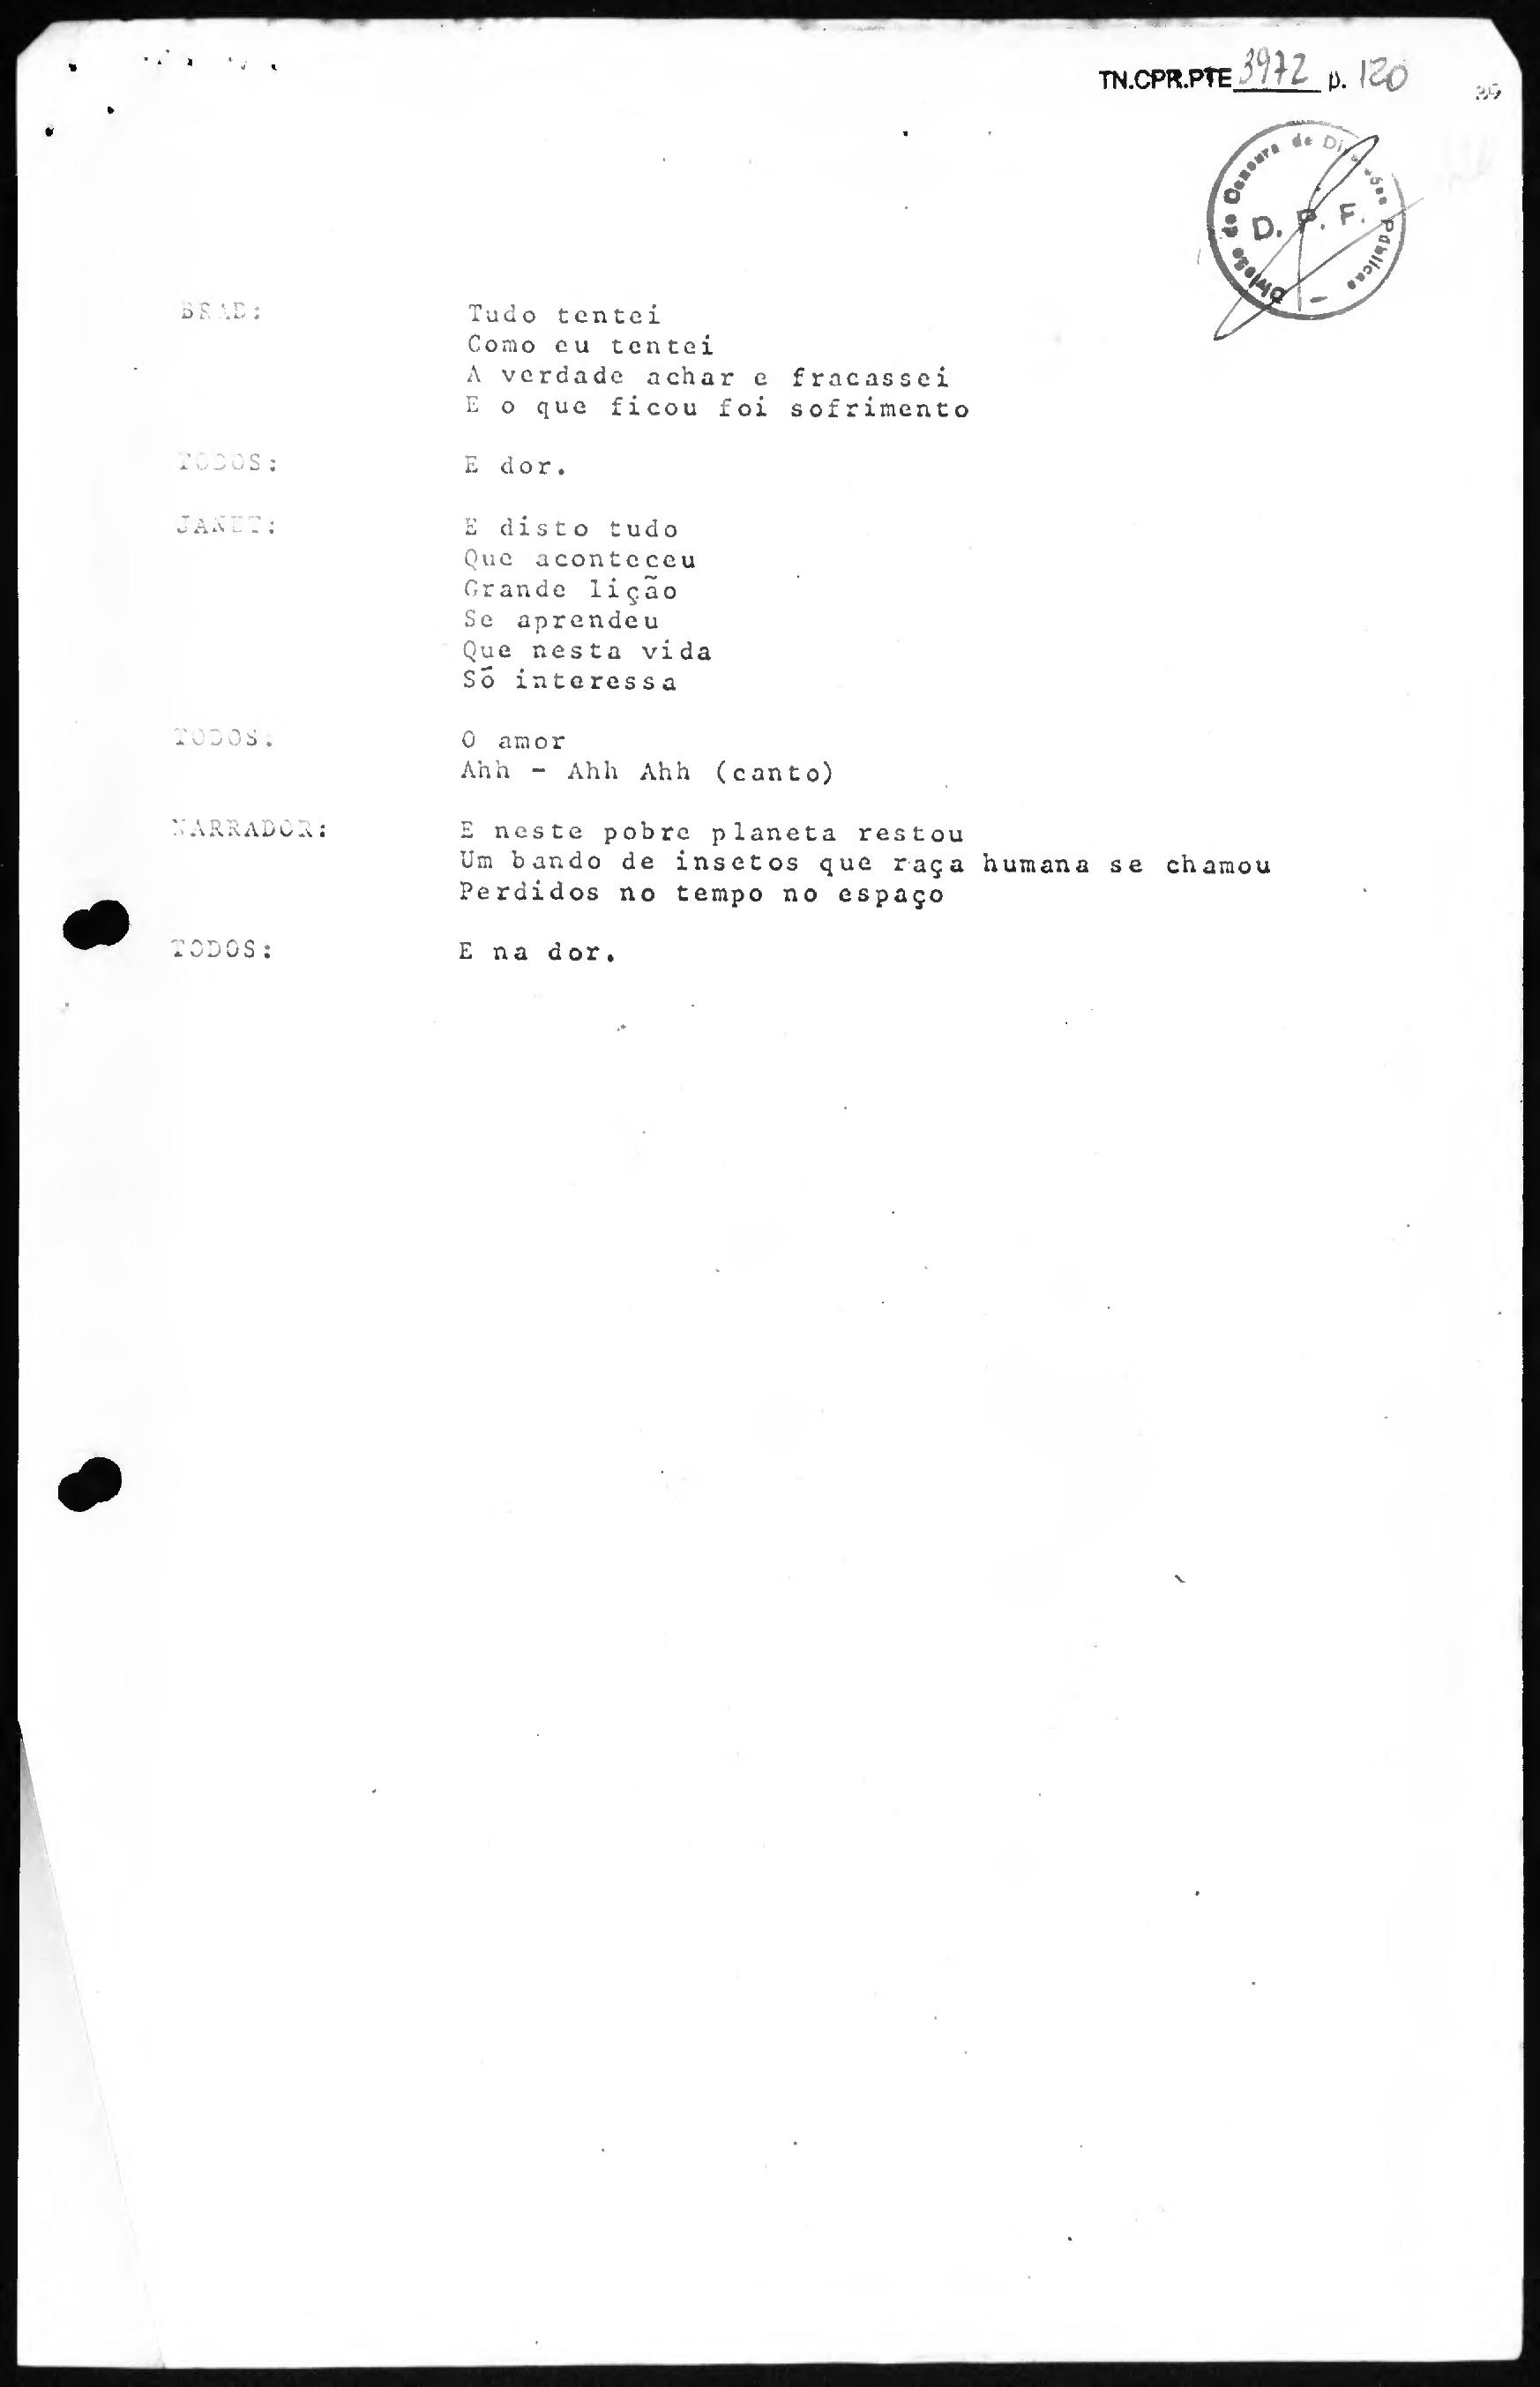 TN.CPR.PTE 3972 p. 120
39
Divisão de Censura de Diversões Públicas
D. P. F.
BRAD: Tudo tentei
Como eu tentei
A verdade achar e fracassei
E o que ficou foi sofrimento
TODOS: E dor.
JANET: E disto tudo
Que aconteceu
Grande lição
Se aprendeu
Que nesta vida
Só interessa
TODOS: O amor
Ahh - Ahh Ahh (canto)
NARRADOR: E neste pobre planeta restou
Um bando de insetos que raça humana se chamou
Perdidos no tempo no espaço
TODOS: E na dor.